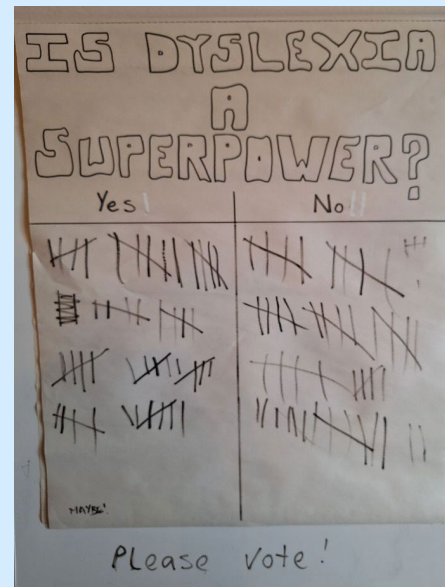 IS DYSLEXIA
A
SUPERPOWER?
Yes No
MAYBE!
PLease vote!